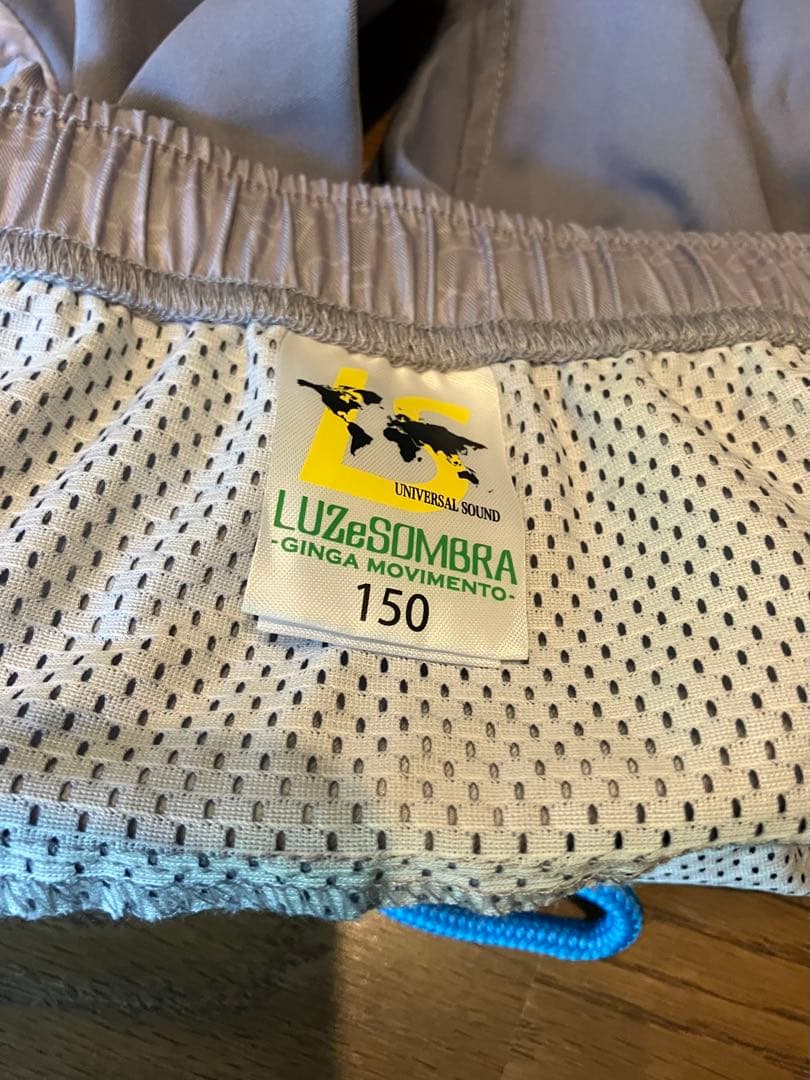 LS
UNIVERSAL SOUND
LUZeSOMBRA
-GINGA MOVIMENTO-
150